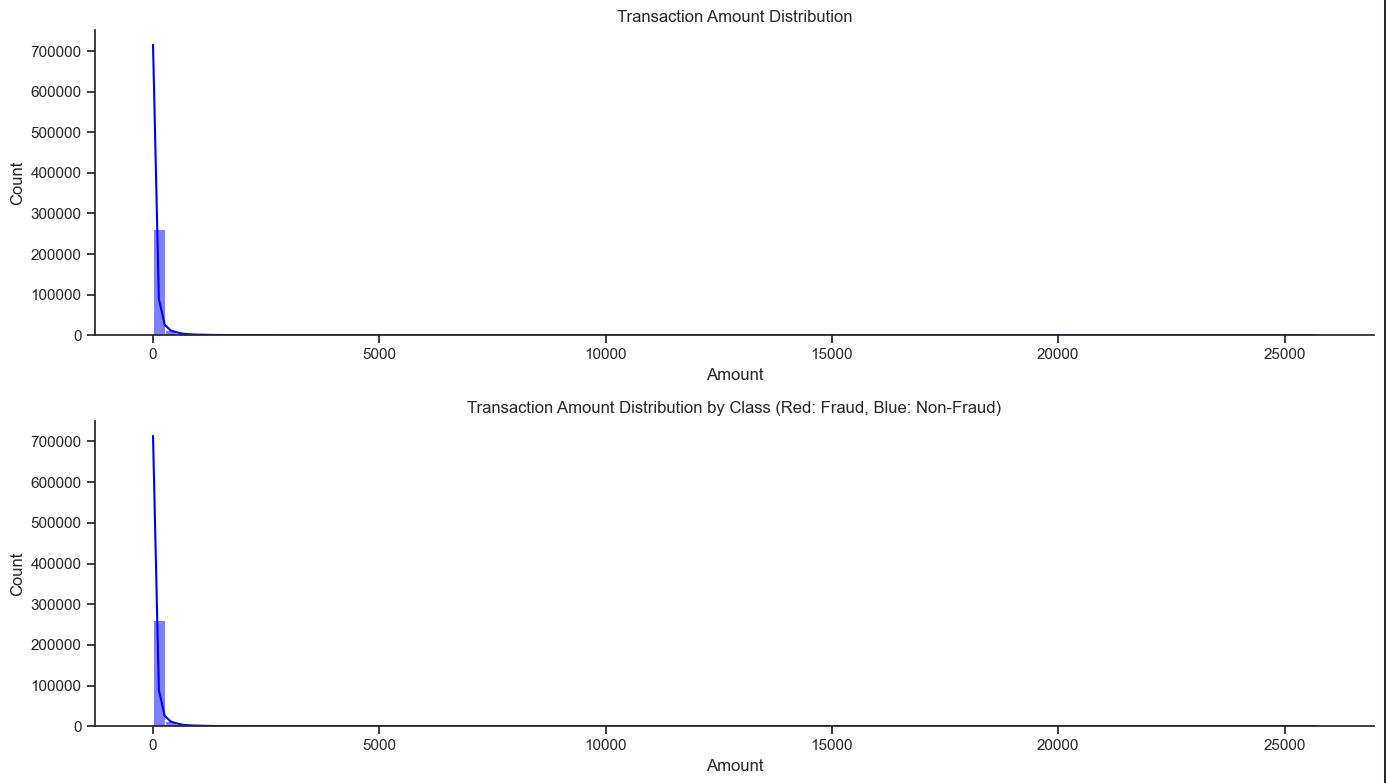 Transaction Amount Distribution
700000
600000
500000
400000
300000
200000
100000
0
Count
0 5000 10000 15000 20000 25000
Amount
Transaction Amount Distribution by Class (Red: Fraud, Blue: Non-Fraud)
700000
600000
500000
400000
300000
200000
100000
0
Count
0 5000 10000 15000 20000 25000
Amount